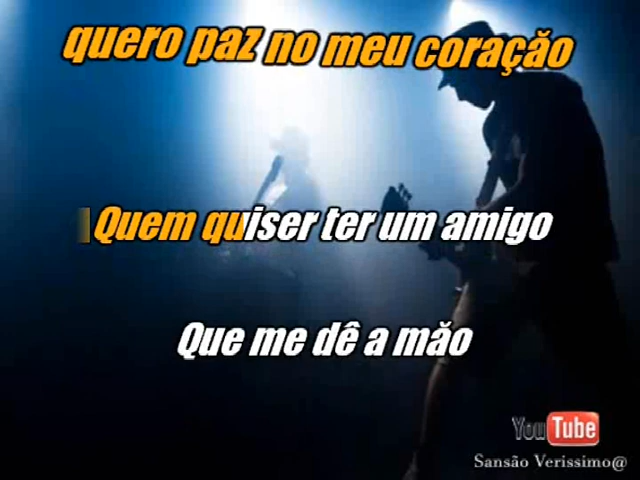 quero paz no meu coração
Quem quiser ter um amigo
Que me dê a mão
YouTube
Sansão Verissimo@